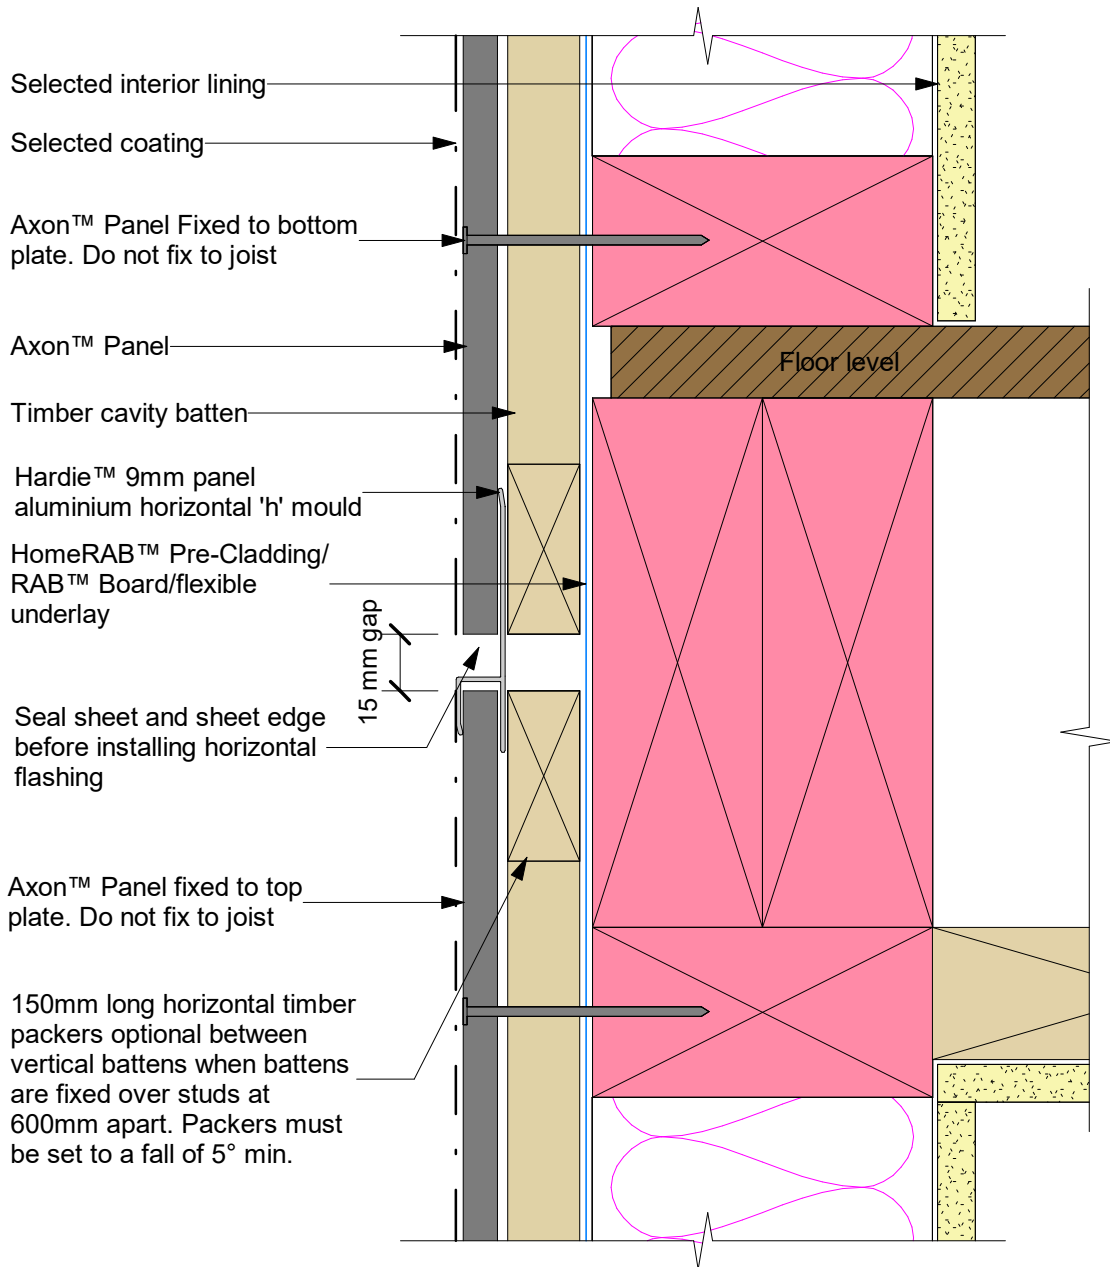 Selected interior lining
Selected coating
Axon™ Panel Fixed to bottom
plate. Do not fix to joist
Axon™ Panel
Floor level
Timber cavity batten
Hardie™ 9mm panel
aluminium horizontal 'h' mould
HomeRAB™ Pre-Cladding/
RAB™ Board/flexible
underlay
15 mm gap
Seal sheet and sheet edge
before installing horizontal
flashing
Axon™ Panel fixed to top
plate. Do not fix to joist
150mm long horizontal timber
packers optional between
vertical battens when battens
are fixed over studs at
600mm apart. Packers must
be set to a fall of 5° min.